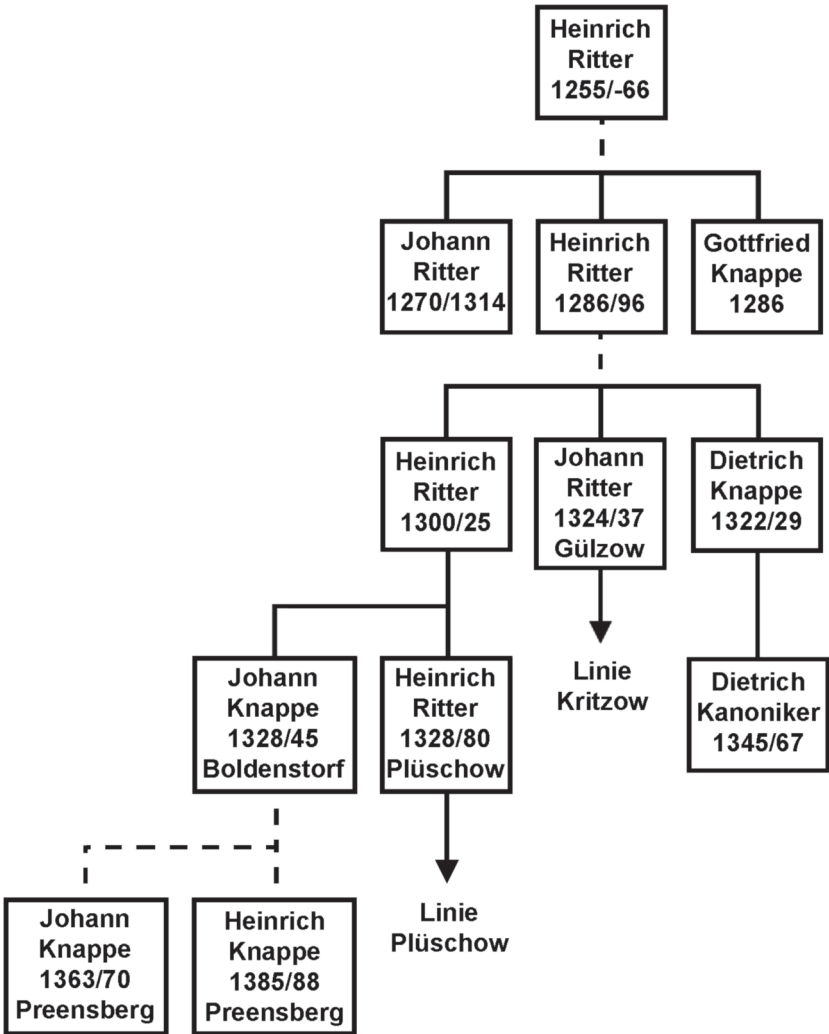 Heinrich
Ritter
1255/-66
Johann
Ritter
1270/1314
Heinrich
Ritter
1286/96
Gottfried
Knappe
1286
Heinrich
Ritter
1300/25
Johann
Ritter
1324/37
Gülzow
Dietrich
Knappe
1322/29
Johann
Knappe
1328/45
Boldenstorf
Heinrich
Ritter
1328/80
Plüschow
Linie
Kritzow
Dietrich
Kanoniker
1345/67
Johann
Knappe
1363/70
Preensberg
Heinrich
Knappe
1385/88
Preensberg
Linie
Plüschow